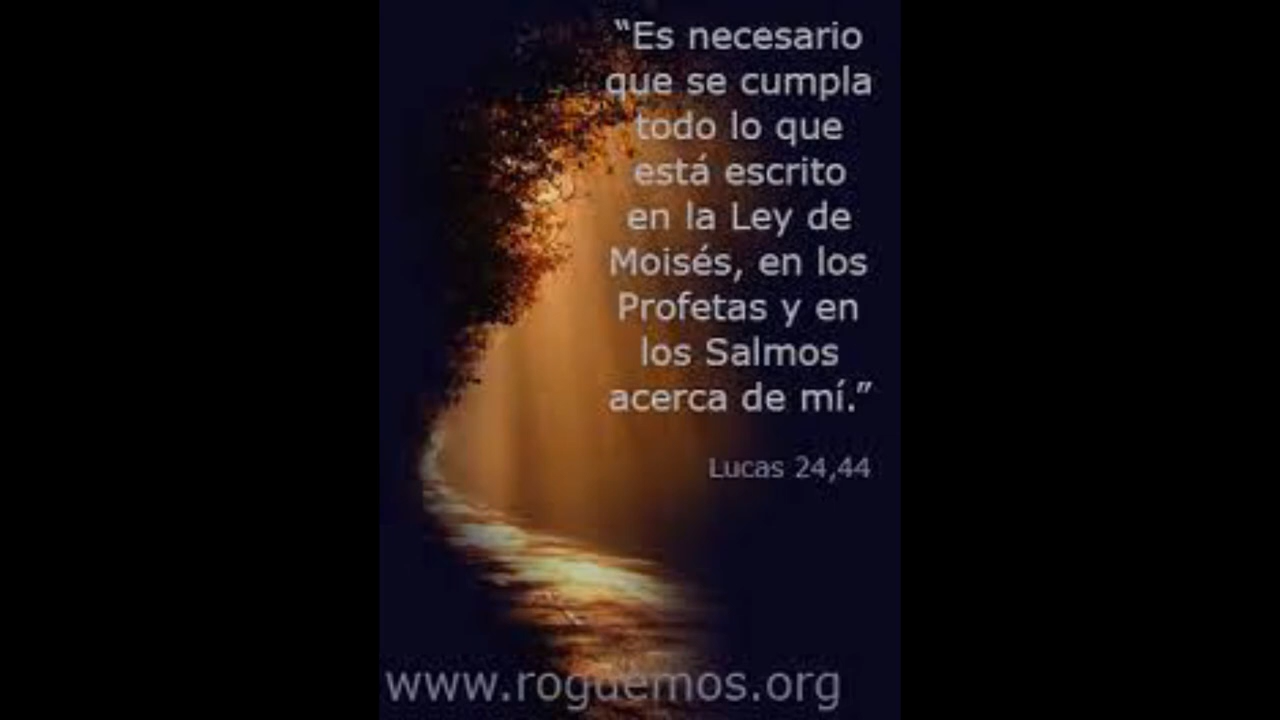 “Es necesario
que se cumpla
todo lo que
está escrito
en la Ley de
Moisés, en los
Profetas y en
los Salmos
acerca de mí.”
Lucas 24,44
www.roguemos.org